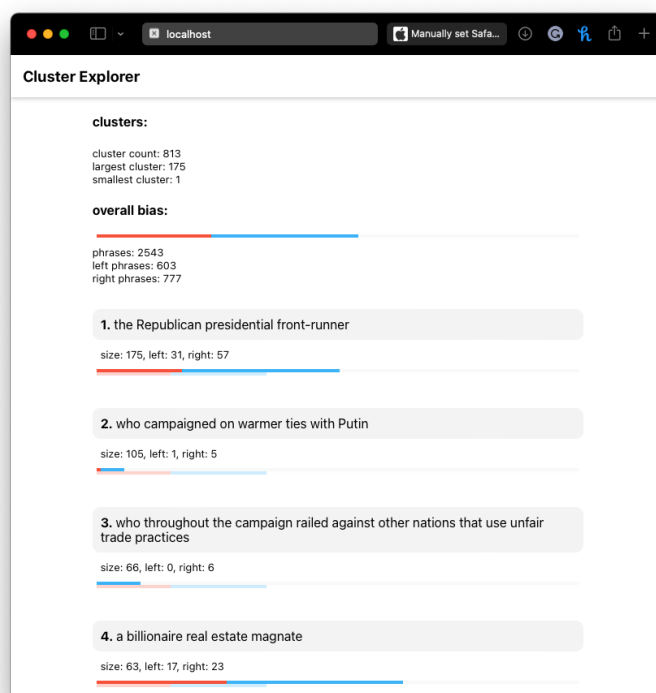 localhost
Manually set Safa...
Cluster Explorer
clusters:
cluster count: 813
largest cluster: 175
smallest cluster: 1
overall bias:
phrases: 2543
left phrases: 603
right phrases: 777
1. the Republican presidential front-runner
size: 175, left: 31, right: 57
2. who campaigned on warmer ties with Putin
size: 105, left: 1, right: 5
3. who throughout the campaign railed against other nations that use unfair
trade practices
size: 66, left: 0, right: 6
4. a billionaire real estate magnate
size: 63, left: 17, right: 23